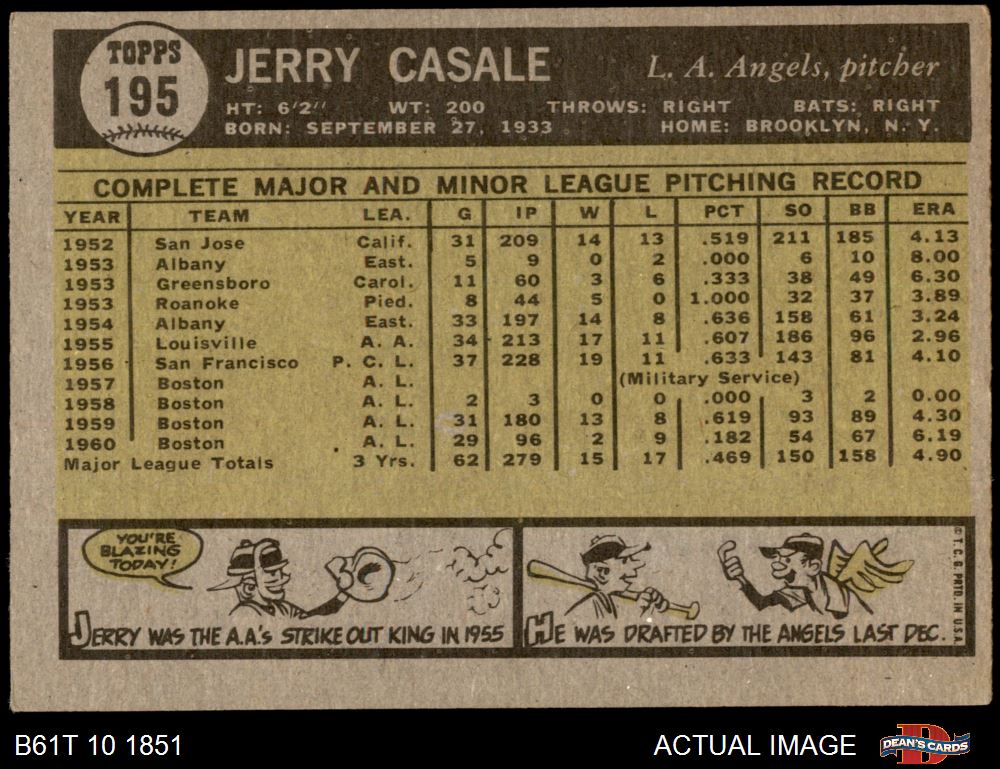 TOPPS
195
JERRY CASALE
L. A. Angels, pitcher
HT: 6'2" WT: 200 THROWS: RIGHT BATS: RIGHT
BORN: SEPTEMBER 27, 1933 HOME: BROOKLYN, N. Y.
COMPLETE MAJOR AND MINOR LEAGUE PITCHING RECORD
YEAR TEAM LEA. G IP W L PCT SO BB ERA
1952 San Jose Calif. 31 209 14 13 .519 211 185 4.13
1953 Albany East. 5 9 0 2 .000 6 10 8.00
1953 Greensboro Carol. 11 60 3 6 .333 38 49 6.30
1953 Roanoke Pied. 8 44 5 0 1.000 32 37 3.89
1954 Albany East. 33 197 14 8 .636 158 61 3.24
1955 Louisville A. A. 34 213 17 11 .607 186 96 2.96
1956 San Francisco P. C. L. 37 228 19 11 .633 143 81 4.10
1957 Boston A. L. (Military Service)
1958 Boston A. L. 2 3 0 0 .000 3 2 0.00
1959 Boston A. L. 31 180 13 8 .619 93 89 4.30
1960 Boston A. L. 29 96 2 9 .182 54 67 6.19
Major League Totals 3 Yrs. 62 279 15 17 .469 150 158 4.90
YOU'RE
BLAZING
TODAY!
JERRY WAS THE A.A.'s STRIKE OUT KING IN 1955
HE WAS DRAFTED BY THE ANGELS LAST DEC.
© T. C. G. PRTD. IN U.S.A.
B61T 10 1851
ACTUAL IMAGE
DEAN'S CARDS